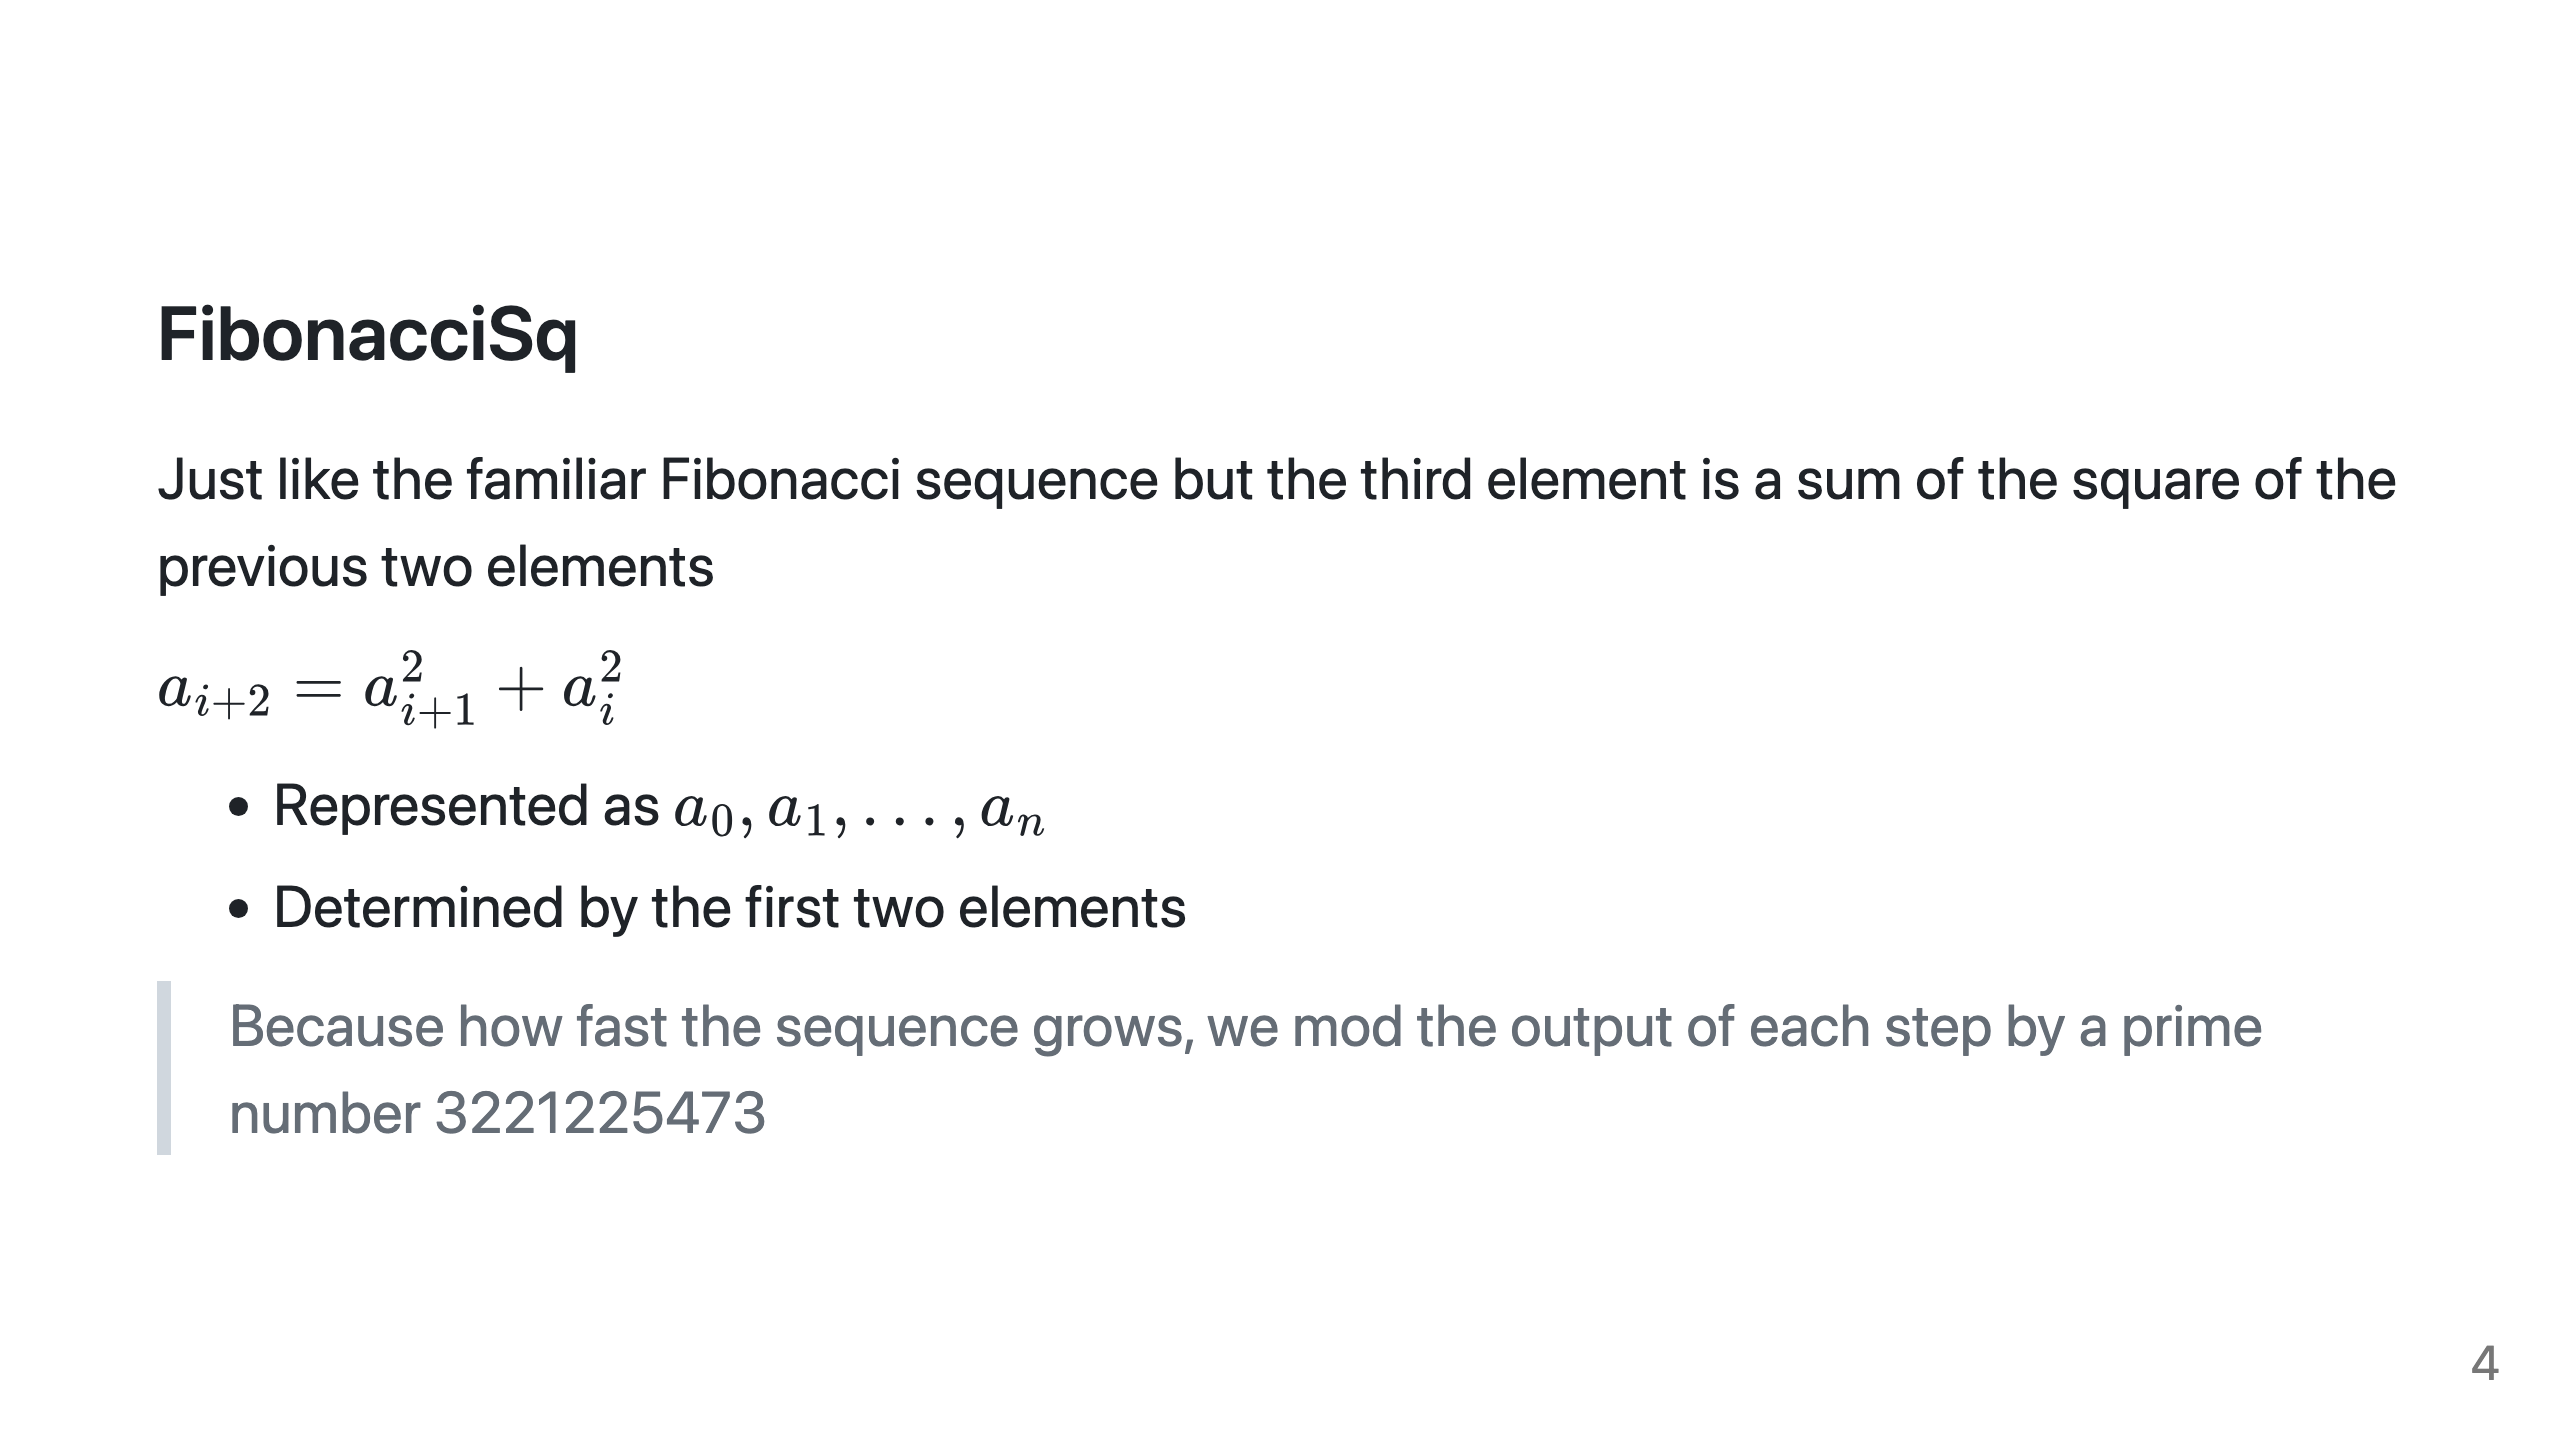 FibonacciSq
Just like the familiar Fibonacci sequence but the third element is a sum of the square of the
previous two elements
$a_{i+2} = a_{i+1}^2 + a_i^2$
• Represented as $a_0, a_1, \ldots, a_n$
• Determined by the first two elements
Because how fast the sequence grows, we mod the output of each step by a prime
number 3221225473
4